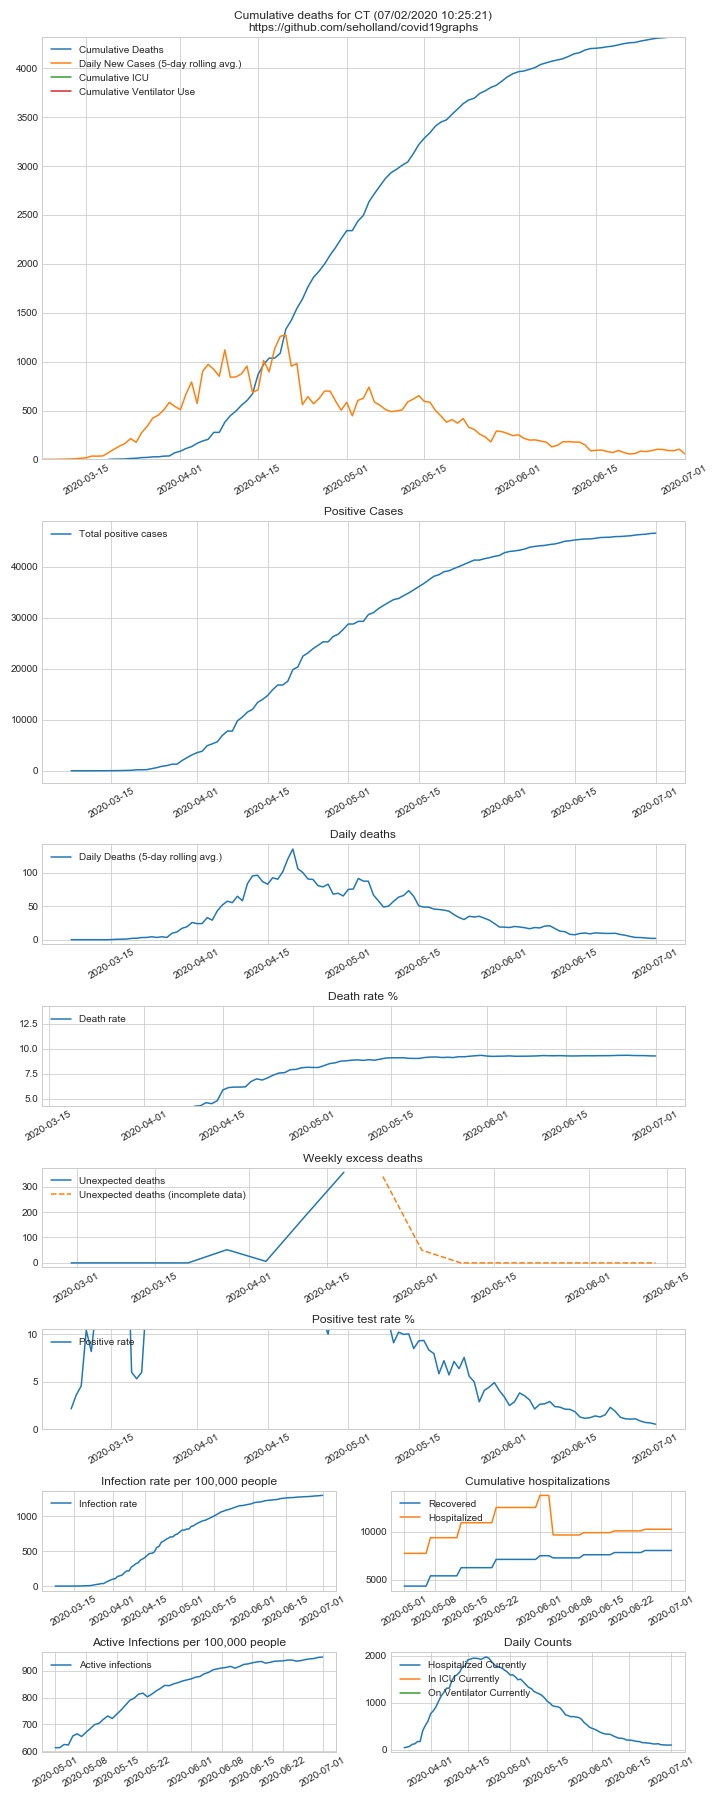 Cumulative deaths for CT (07/02/2020 10:25:21)
https://github.com/seholland/covid19graphs
Cumulative Deaths
Daily New Cases (5-day rolling avg.)
Cumulative ICU
Cumulative Ventilator Use
4000
3500
3000
2500
2000
1500
1000
500
0
2020-03-15 2020-04-01 2020-04-15 2020-05-01 2020-05-15 2020-06-01 2020-06-15 2020-07-01
Positive Cases
Total positive cases
40000
30000
20000
10000
0
2020-03-15 2020-04-01 2020-04-15 2020-05-01 2020-05-15 2020-06-01 2020-06-15 2020-07-01
Daily deaths
Daily Deaths (5-day rolling avg.)
100
50
0
2020-03-15 2020-04-01 2020-04-15 2020-05-01 2020-05-15 2020-06-01 2020-06-15 2020-07-01
Death rate %
Death rate
12.5
10.0
7.5
5.0
2020-03-15 2020-04-01 2020-04-15 2020-05-01 2020-05-15 2020-06-01 2020-06-15 2020-07-01
Weekly excess deaths
Unexpected deaths
Unexpected deaths (incomplete data)
300
200
100
0
2020-03-01 2020-03-15 2020-04-01 2020-04-15 2020-05-01 2020-05-15 2020-06-01 2020-06-15
Positive test rate %
Positive rate
10
5
0
2020-03-15 2020-04-01 2020-04-15 2020-05-01 2020-05-15 2020-06-01 2020-06-15 2020-07-01
Infection rate per 100,000 people
Infection rate
1000
500
0
2020-03-15 2020-04-01 2020-04-15 2020-05-01 2020-05-15 2020-06-01 2020-06-15 2020-07-01
Cumulative hospitalizations
Recovered
Hospitalized
10000
5000
2020-05-01 2020-05-08 2020-05-15 2020-05-22 2020-06-01 2020-06-08 2020-06-15 2020-06-22 2020-07-01
Active Infections per 100,000 people
Active infections
900
800
700
600
2020-05-01 2020-05-08 2020-05-15 2020-05-22 2020-06-01 2020-06-08 2020-06-15 2020-06-22 2020-07-01
Daily Counts
Hospitalized Currently
In ICU Currently
On Ventilator Currently
2000
1000
0
2020-04-01 2020-04-15 2020-05-01 2020-05-15 2020-06-01 2020-06-15 2020-07-01